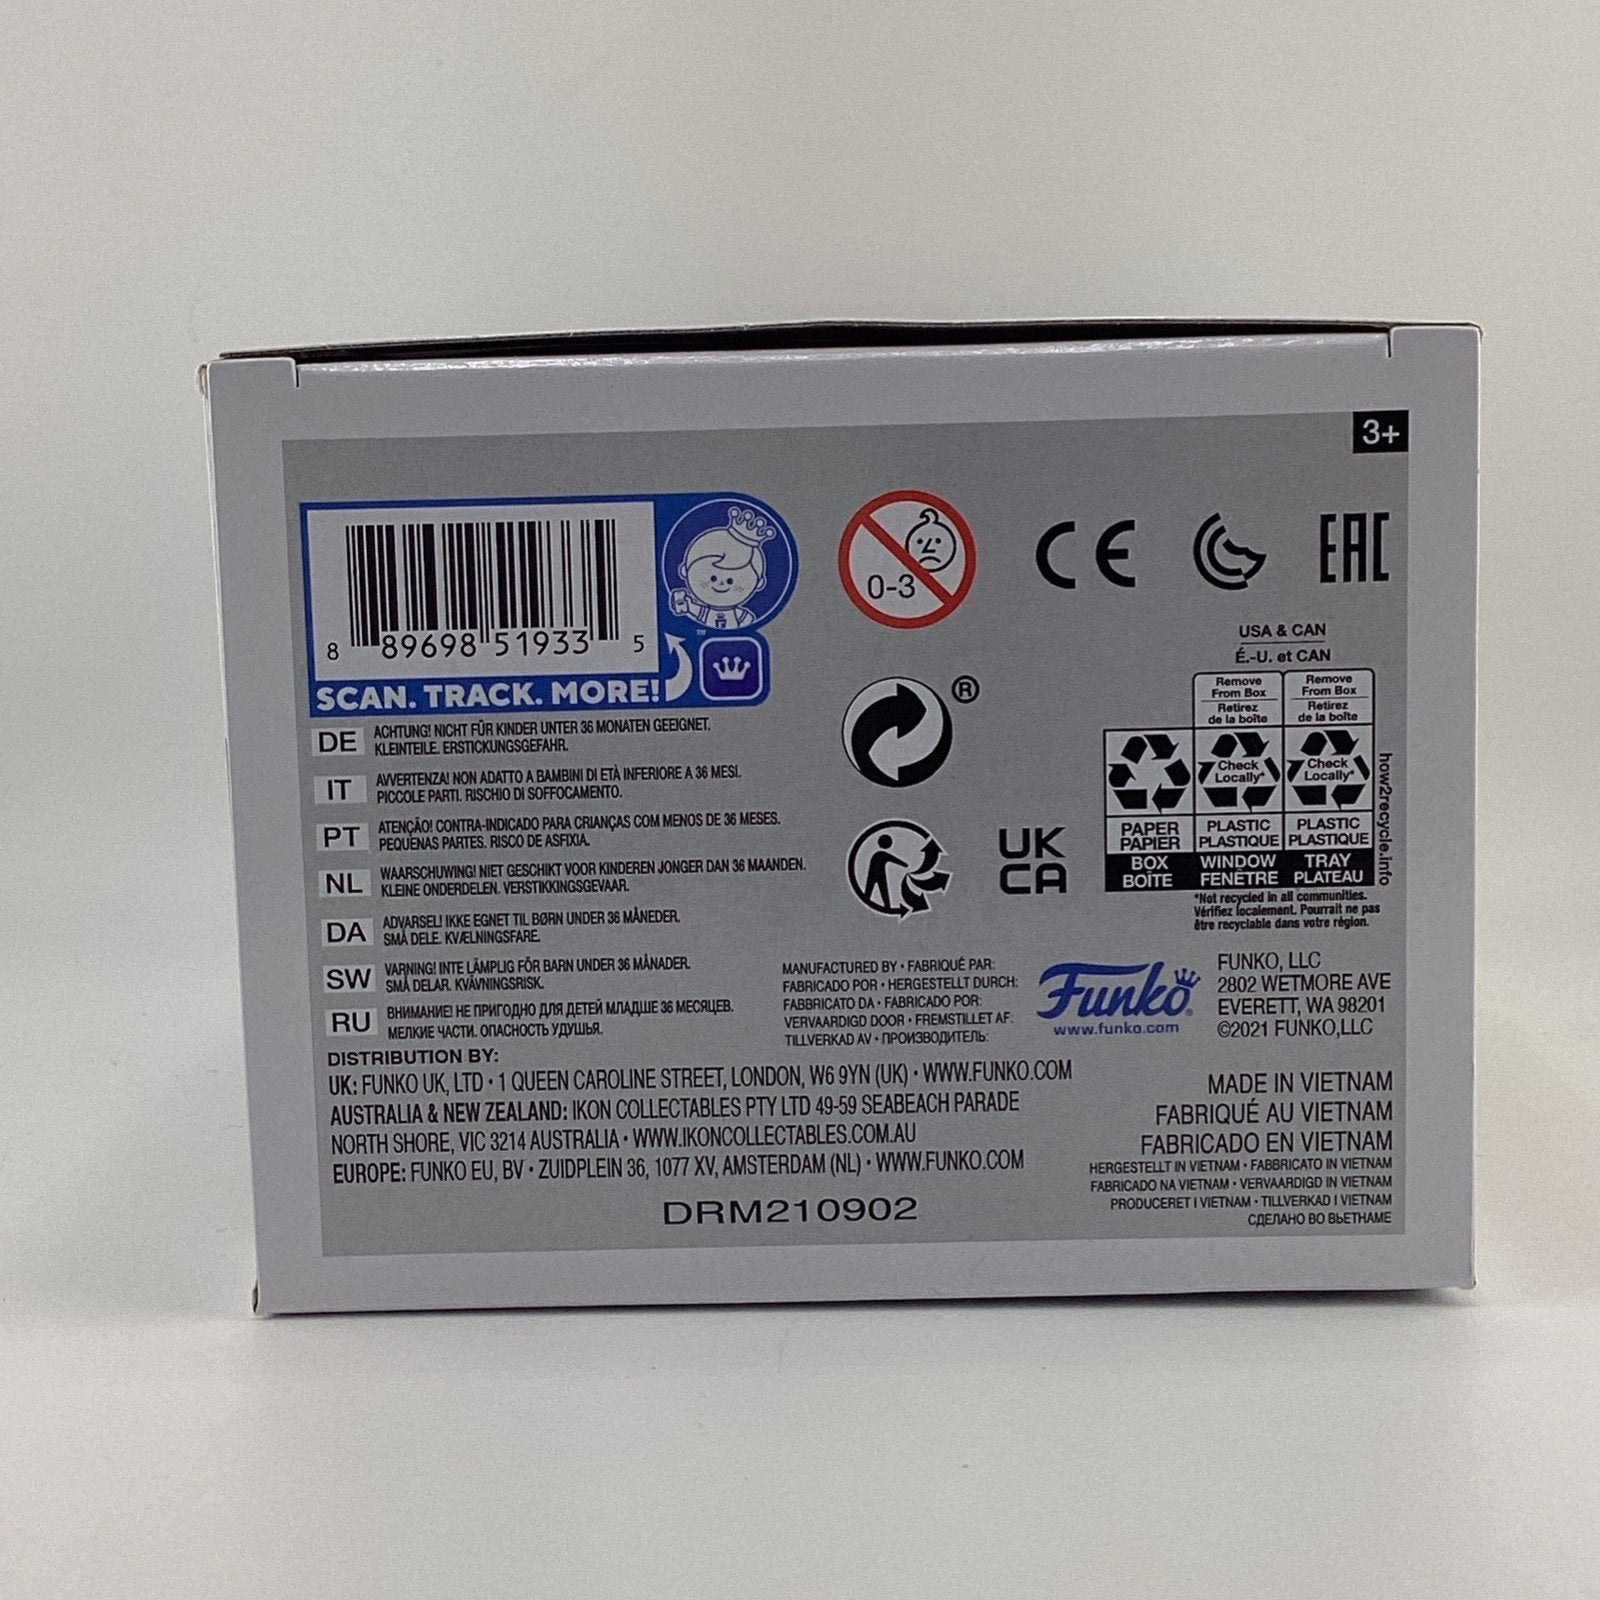 3+
8 89698 51933 5
™
SCAN. TRACK. MORE!
DE ACHTUNG! NICHT FÜR KINDER UNTER 36 MONATEN GEEIGNET.
KLEINTEILE. ERSTICKUNGSGEFAHR.
IT AVVERTENZA! NON ADATTO A BAMBINI DI ETÀ INFERIORE A 36 MESI.
PICCOLE PARTI. RISCHIO DI SOFFOCAMENTO.
PT ATENÇÃO! CONTRA-INDICADO PARA CRIANÇAS COM MENOS DE 36 MESES.
PEQUENAS PARTES. RISCO DE ASFIXIA.
NL WAARSCHUWING! NIET GESCHIKT VOOR KINDEREN JONGER DAN 36 MAANDEN.
KLEINE ONDERDELEN. VERSTIKKINGSGEVAAR.
DA ADVARSEL! IKKE EGNET TIL BØRN UNDER 36 MÅNEDER.
SMÅ DELE. KVÆLNINGSFARE.
SW VARNING! INTE LÄMPLIG FÖR BARN UNDER 36 MÅNADER.
SMÅ DELAR. KVÄVNINGSRISK.
RU ВНИМАНИЕ! НЕ ПРИГОДНО ДЛЯ ДЕТЕЙ МЛАДШЕ 36 МЕСЯЦЕВ.
МЕЛКИЕ ЧАСТИ. ОПАСНОСТЬ УДУШЬЯ.
0-3
CE
EAC
®
UK
CA
USA & CAN
É.-U. et CAN
Remove From Box
Retirez de la boîte
Remove From Box
Retirez de la boîte
Check Locally*
Check Locally*
PAPER PAPIER
PLASTIC PLASTIQUE
PLASTIC PLASTIQUE
BOX BOÎTE
WINDOW FENÊTRE
TRAY PLATEAU
how2recycle.info
*Not recycled in all communities.
Vérifiez localement. Pourrait ne pas
être recyclable dans votre région.
MANUFACTURED BY • FABRIQUÉ PAR:
FABRICADO POR • HERGESTELLT DURCH:
FABBRICATO DA • FABRICADO POR:
VERVAARDIGD DOOR • FREMSTILLET AF:
TILLVERKAD AV • ПРОИЗВОДИТЕЛЬ:
Funko®
www.funko.com
FUNKO, LLC
2802 WETMORE AVE
EVERETT, WA 98201
©2021 FUNKO,LLC
DISTRIBUTION BY:
UK: FUNKO UK, LTD • 1 QUEEN CAROLINE STREET, LONDON, W6 9YN (UK) • WWW.FUNKO.COM
AUSTRALIA & NEW ZEALAND: IKON COLLECTABLES PTY LTD 49-59 SEABEACH PARADE
NORTH SHORE, VIC 3214 AUSTRALIA • WWW.IKONCOLLECTABLES.COM.AU
EUROPE: FUNKO EU, BV • ZUIDPLEIN 36, 1077 XV, AMSTERDAM (NL) • WWW.FUNKO.COM
DRM210902
MADE IN VIETNAM
FABRIQUÉ AU VIETNAM
FABRICADO EN VIETNAM
HERGESTELLT IN VIETNAM • FABBRICATO IN VIETNAM
FABRICADO NA VIETNAM • VERVAARDIGD IN VIETNAM
PRODUCERET I VIETNAM • TILLVERKAD I VIETNAM
СДЕЛАНО ВО ВЬЕТНАМЕ